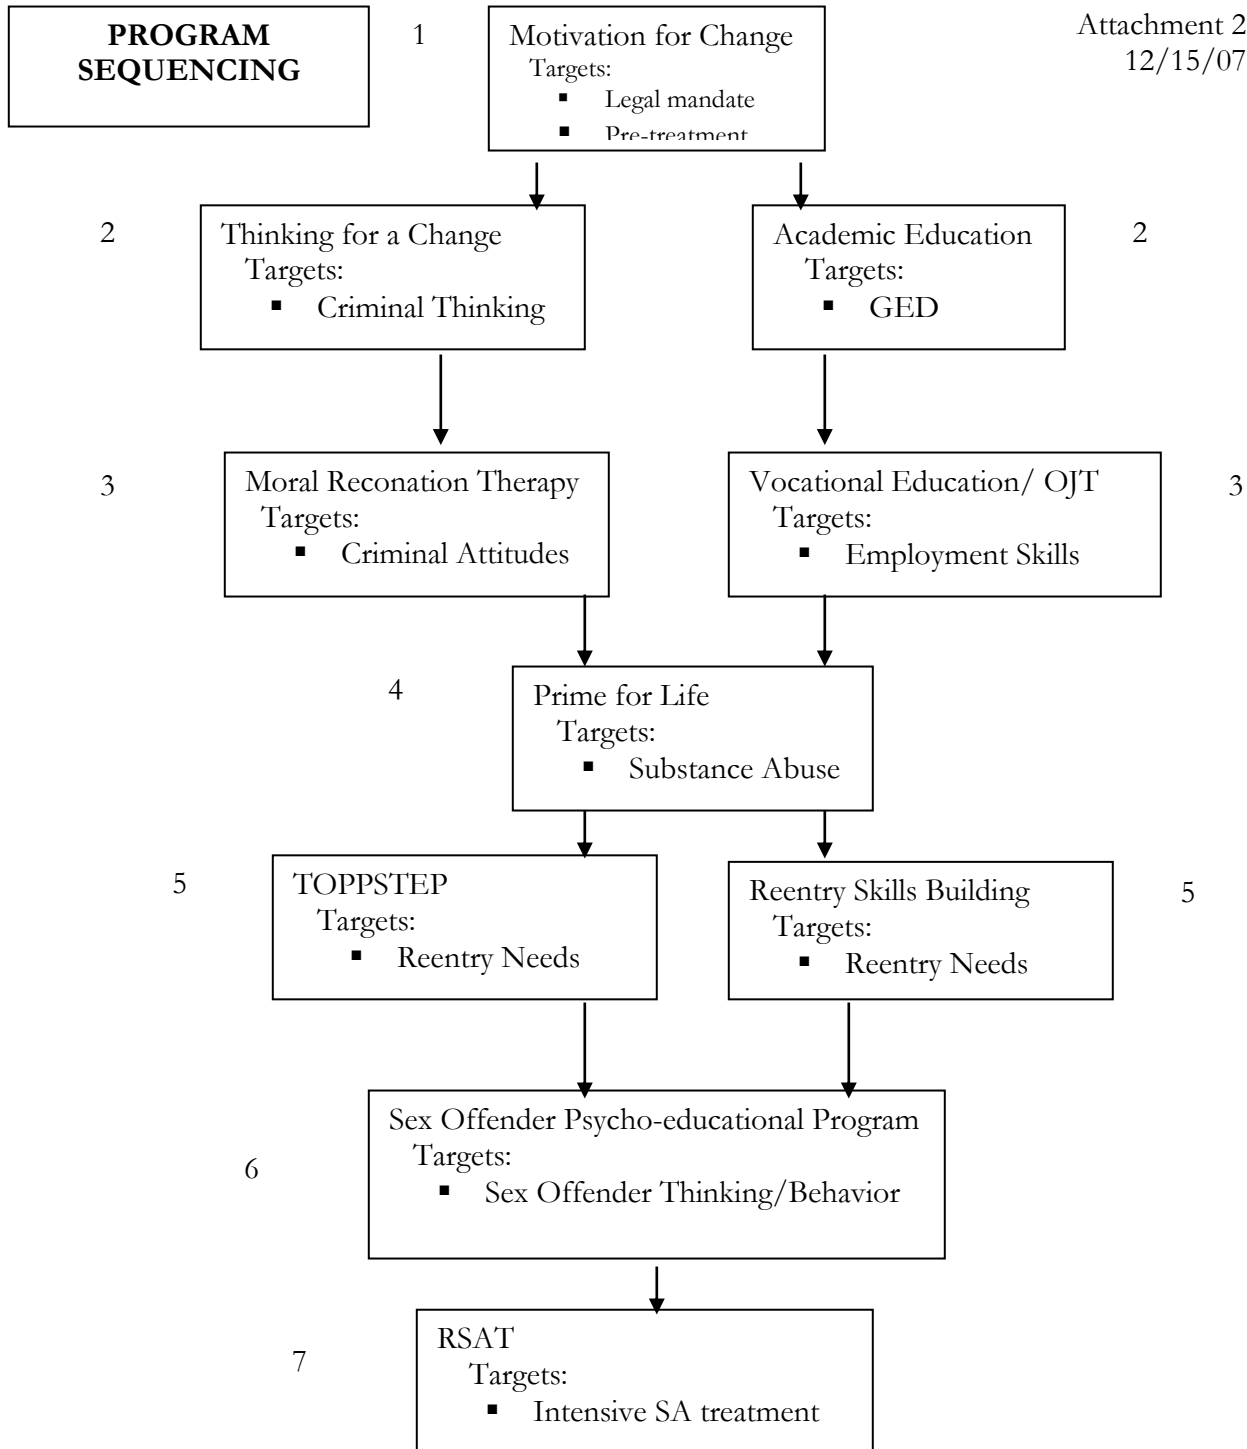 PROGRAM
SEQUENCING
1
Motivation for Change
Targets:
▪ Legal mandate
▪ Pre-treatment
Attachment 2
12/15/07
2
Thinking for a Change
Targets:
▪ Criminal Thinking
Academic Education
Targets:
▪ GED
2
3
Moral Reconation Therapy
Targets:
▪ Criminal Attitudes
Vocational Education/ OJT
Targets:
▪ Employment Skills
3
4
Prime for Life
Targets:
▪ Substance Abuse
5
TOPPSTEP
Targets:
▪ Reentry Needs
Reentry Skills Building
Targets:
▪ Reentry Needs
5
6
Sex Offender Psycho-educational Program
Targets:
▪ Sex Offender Thinking/Behavior
7
RSAT
Targets:
▪ Intensive SA treatment